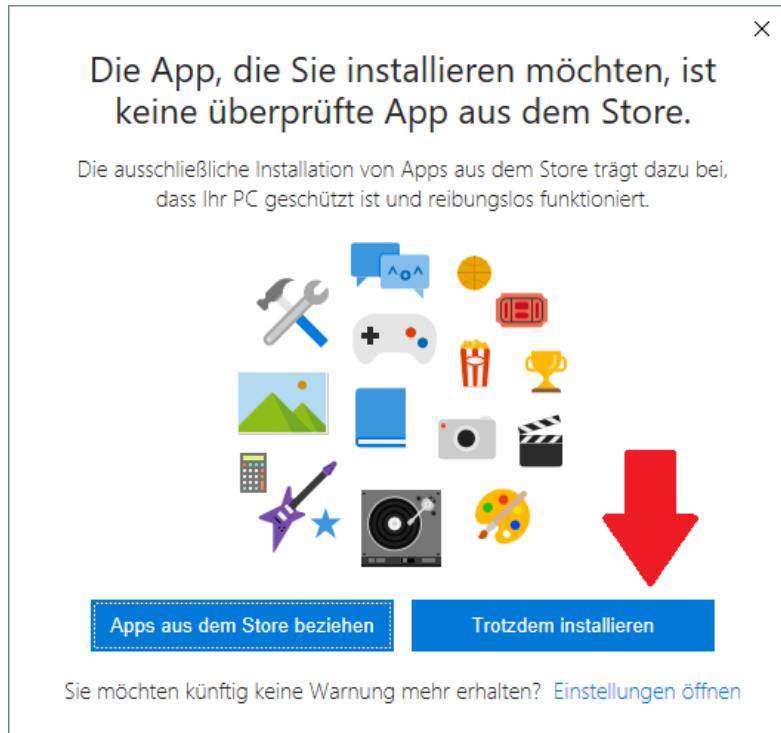 Die App, die Sie installieren möchten, ist
keine überprüfte App aus dem Store.
Die ausschließliche Installation von Apps aus dem Store trägt dazu bei,
dass Ihr PC geschützt ist und reibungslos funktioniert.
^o^
Apps aus dem Store beziehen
Trotzdem installieren
Sie möchten künftig keine Warnung mehr erhalten? Einstellungen öffnen